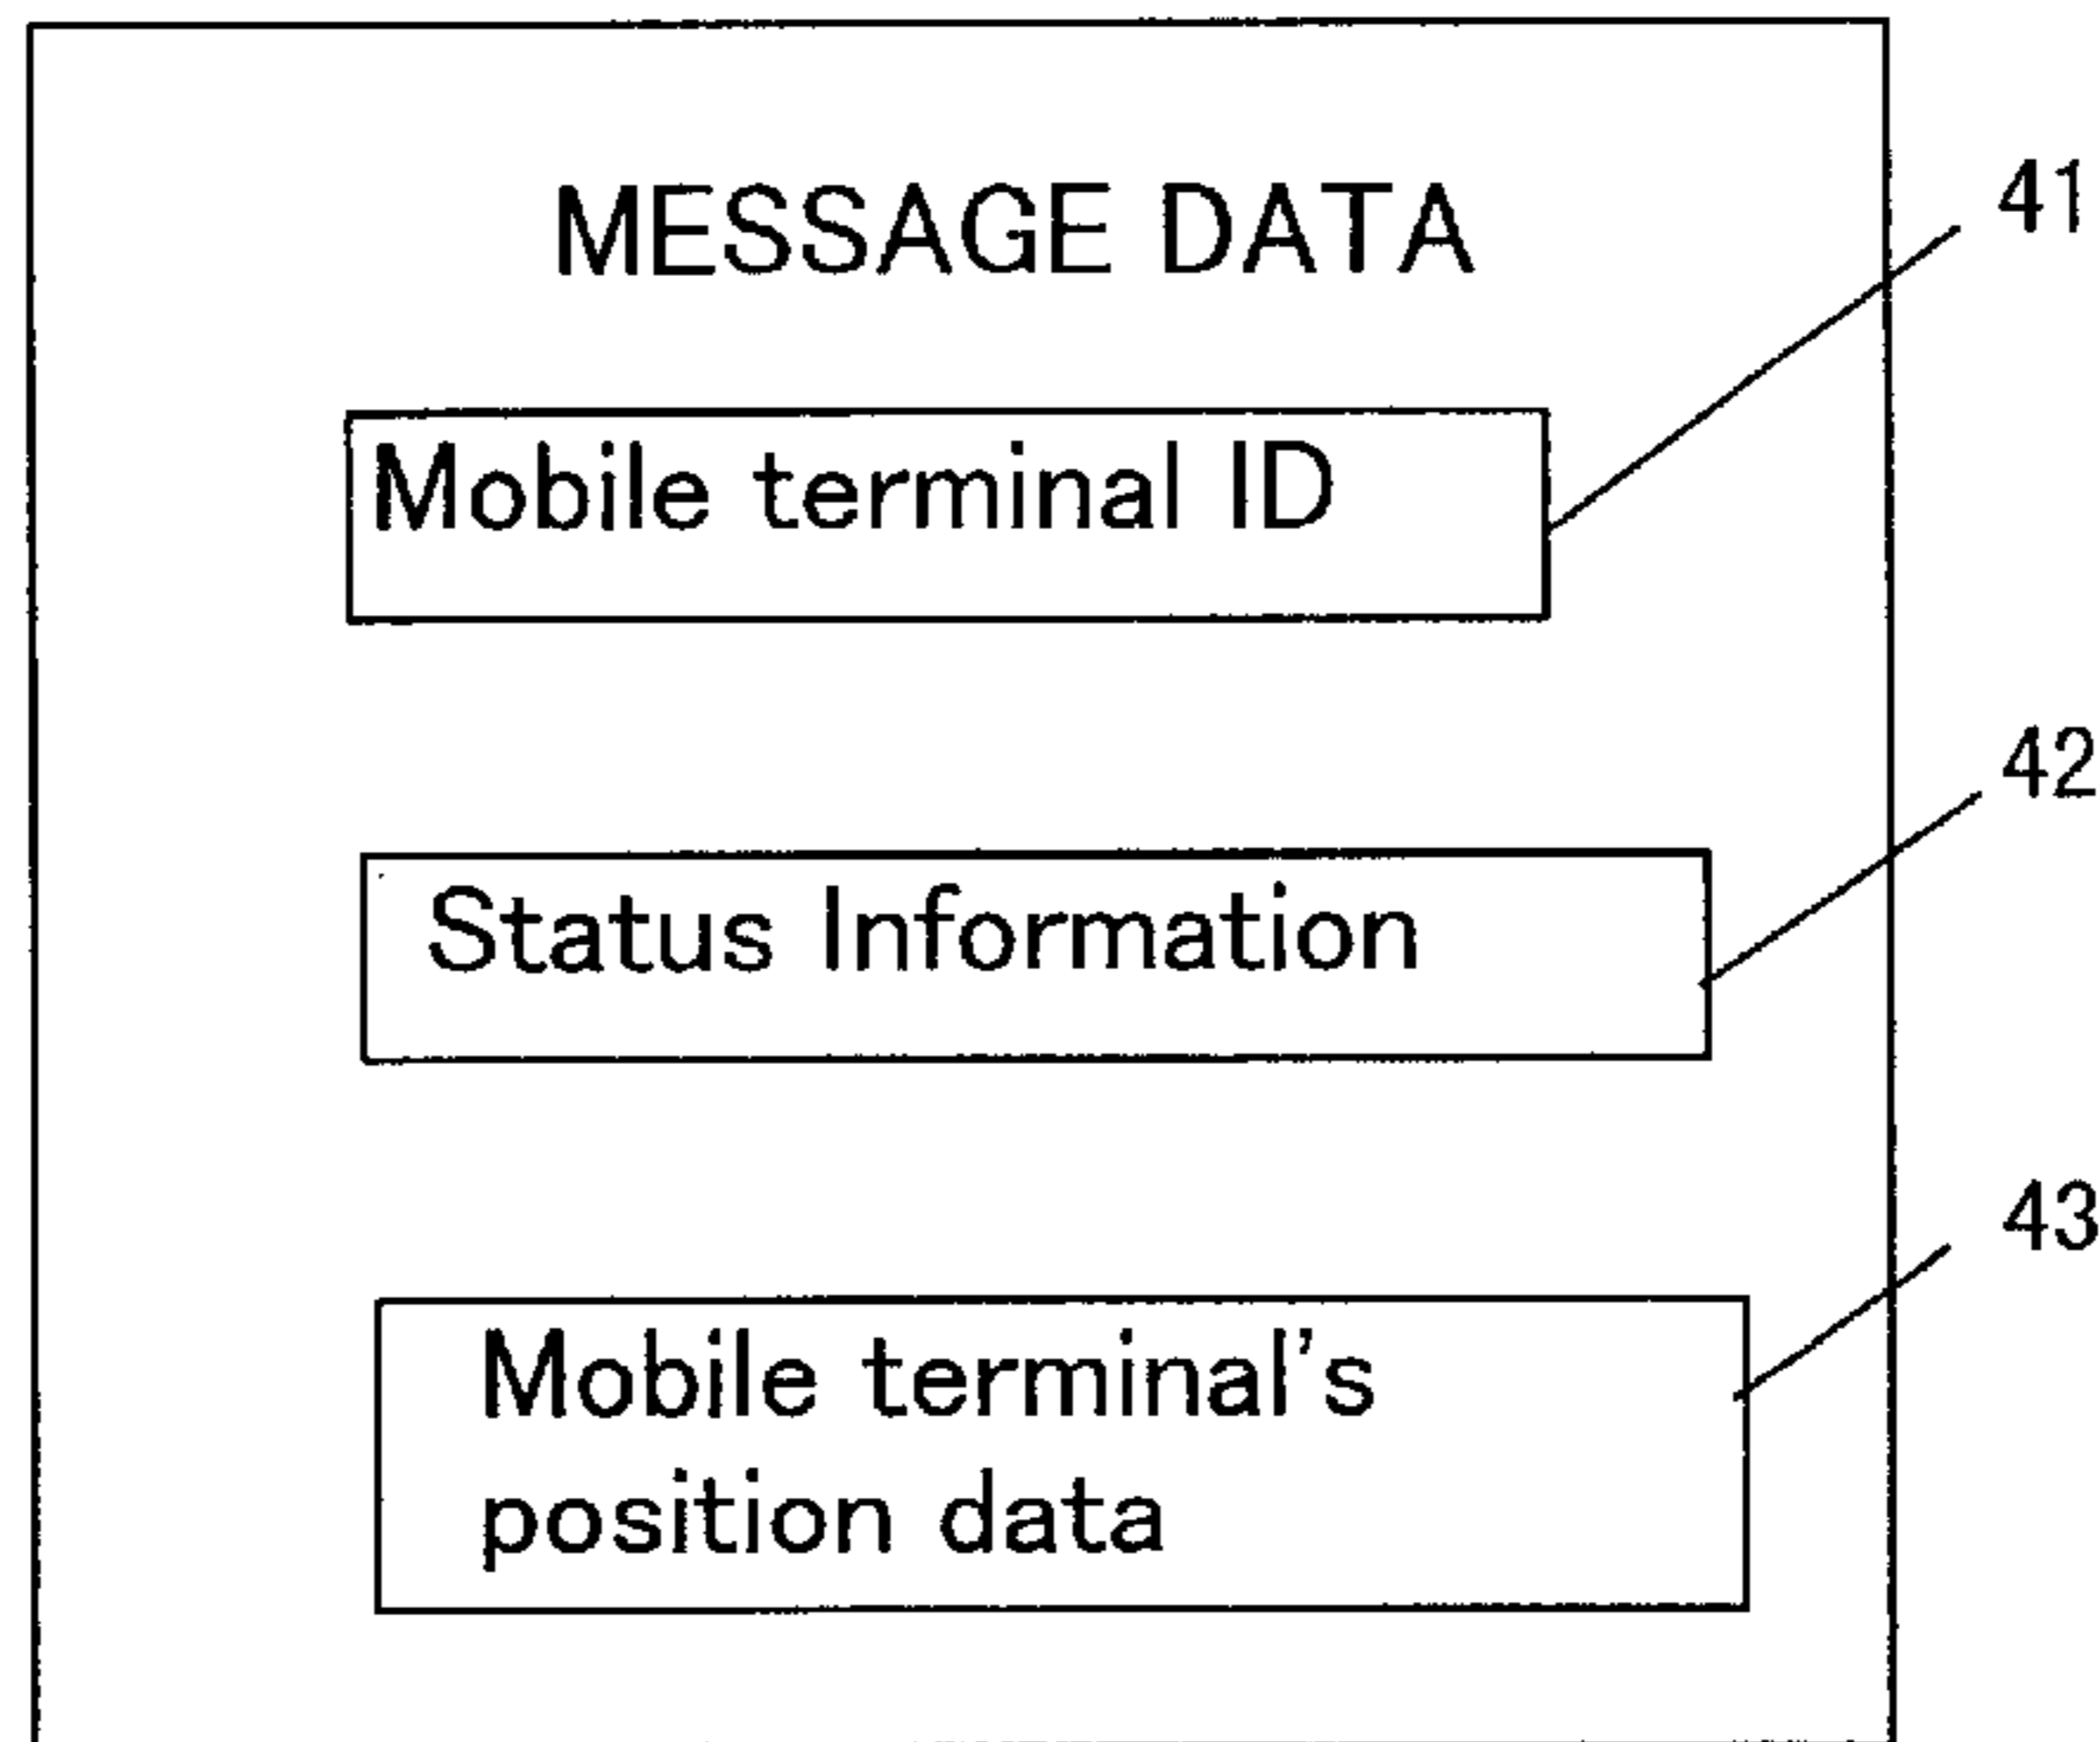 MESSAGE DATA
41
Mobile terminal ID
42
Status Information
43
Mobile terminal's
position data